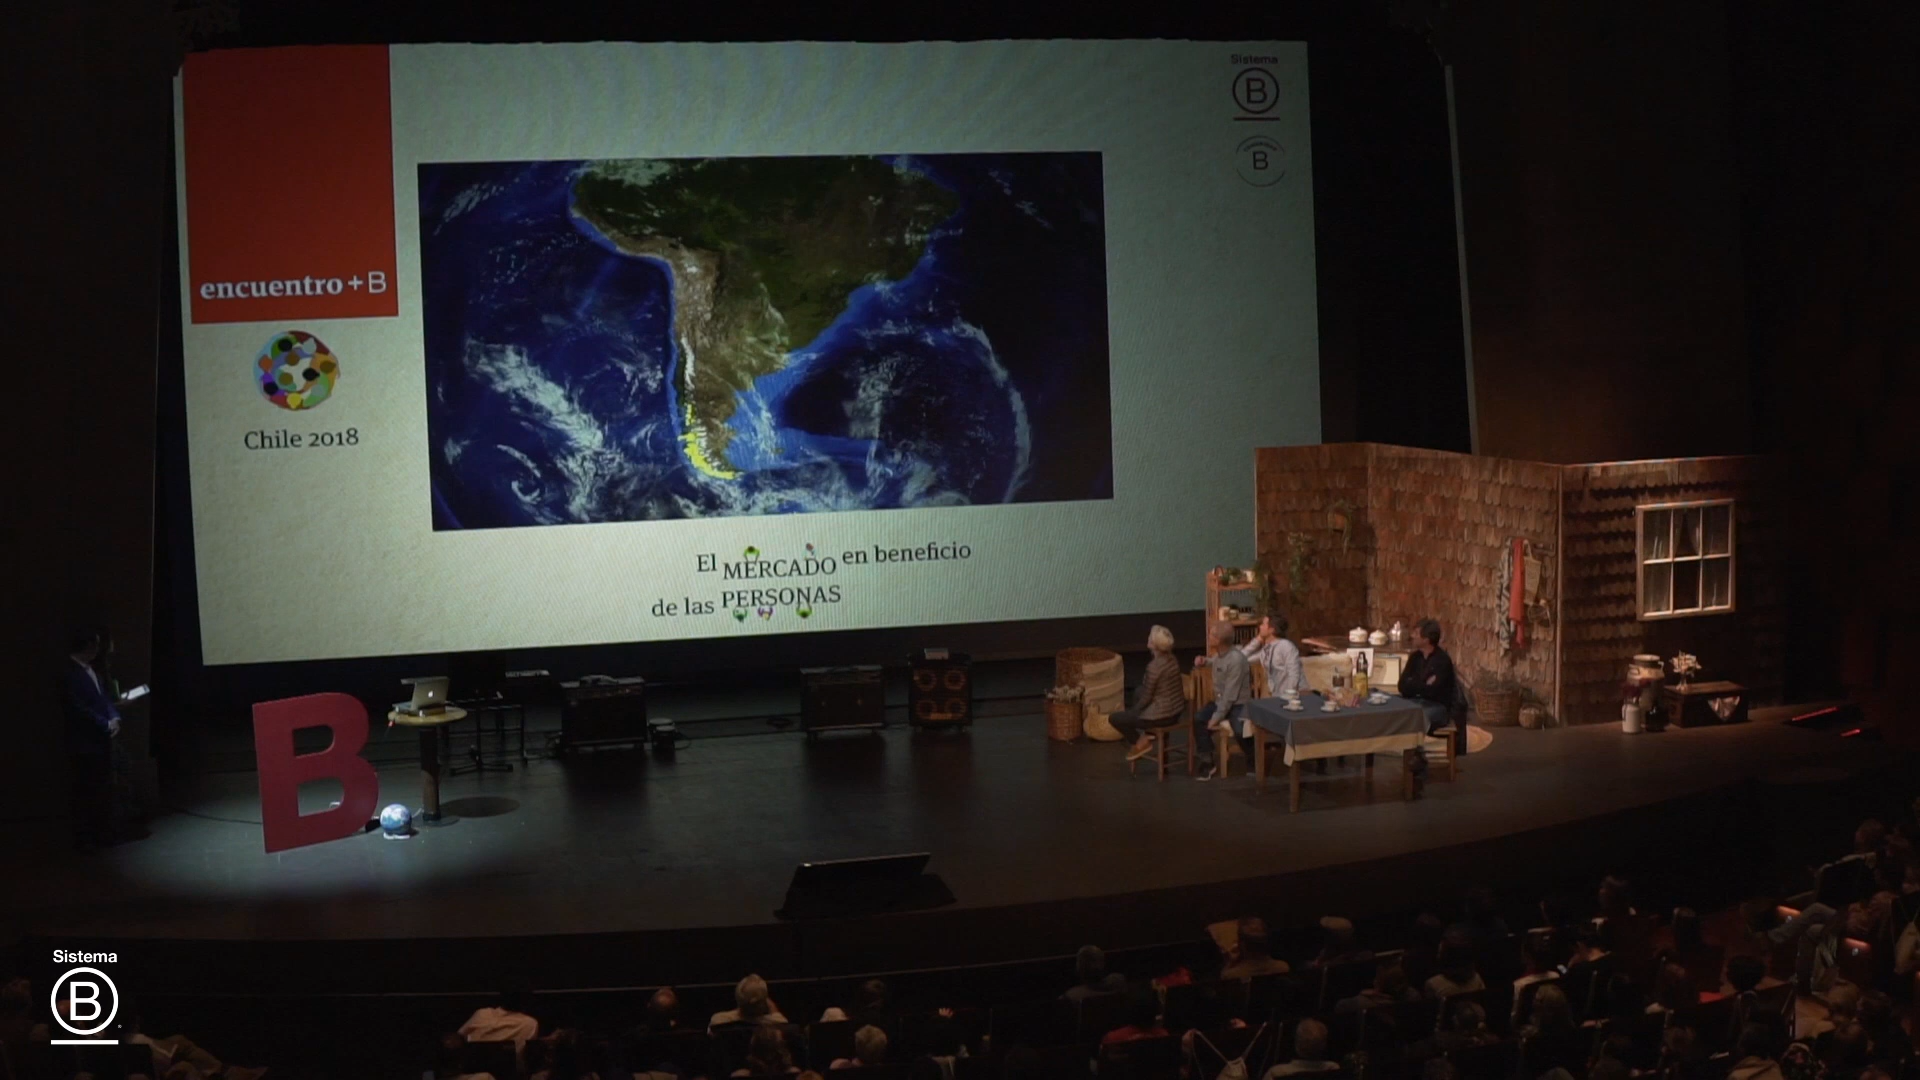 Sistema
B
B
encuentro+B
Chile 2018
El MERCADO en beneficio
de las PERSONAS
B
Sistema
B